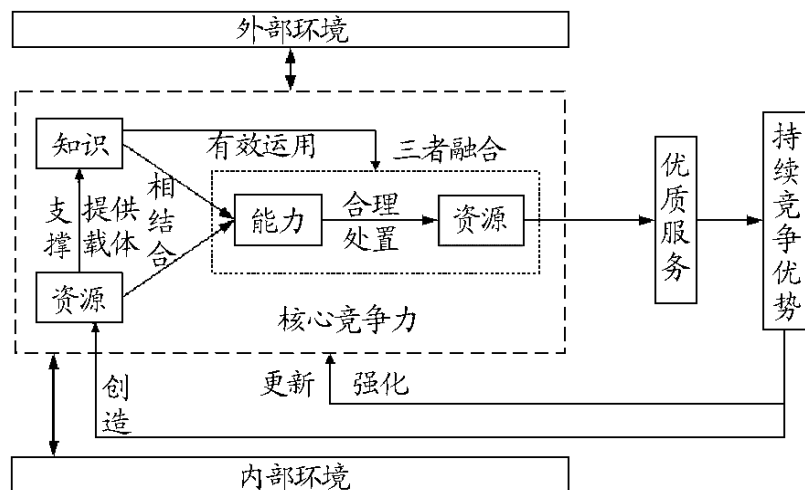 外部环境
知识
有效运用
三者融合
支撑
提供
载体
相结合
能力
合理
处置
资源
优质服务
持续竞争优势
资源
核心竞争力
创造
更新
强化
内部环境